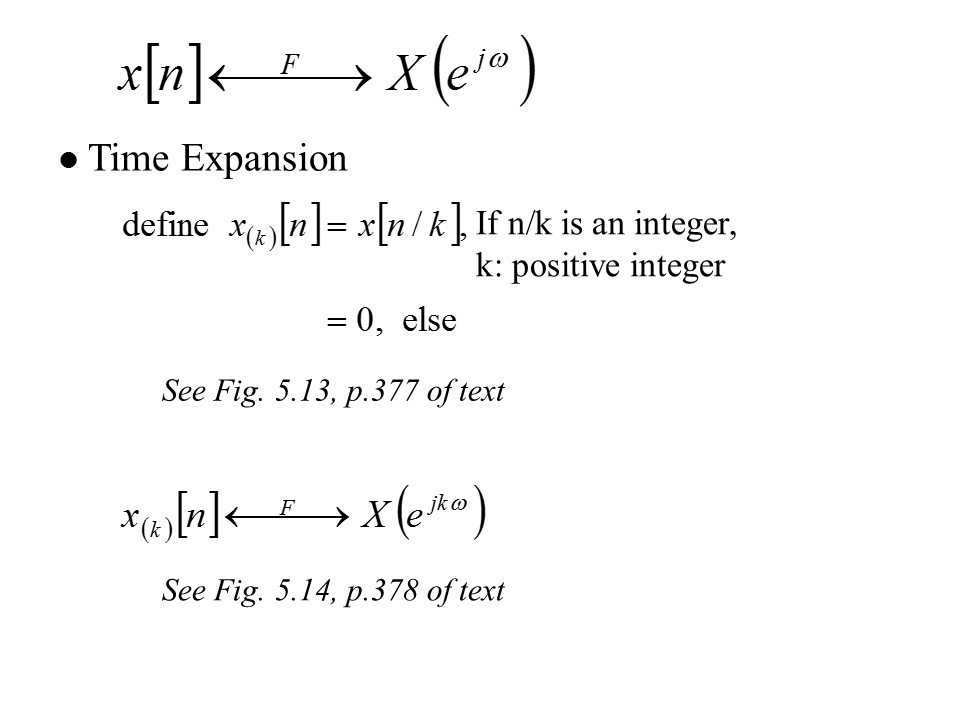 x[n] ←F→ X(e^{jω})
● Time Expansion
define x_{(k)}[n] = x[n / k], If n/k is an integer,
k: positive integer
= 0, else
See Fig. 5.13, p.377 of text
x_{(k)}[n] ←F→ X(e^{jkω})
See Fig. 5.14, p.378 of text